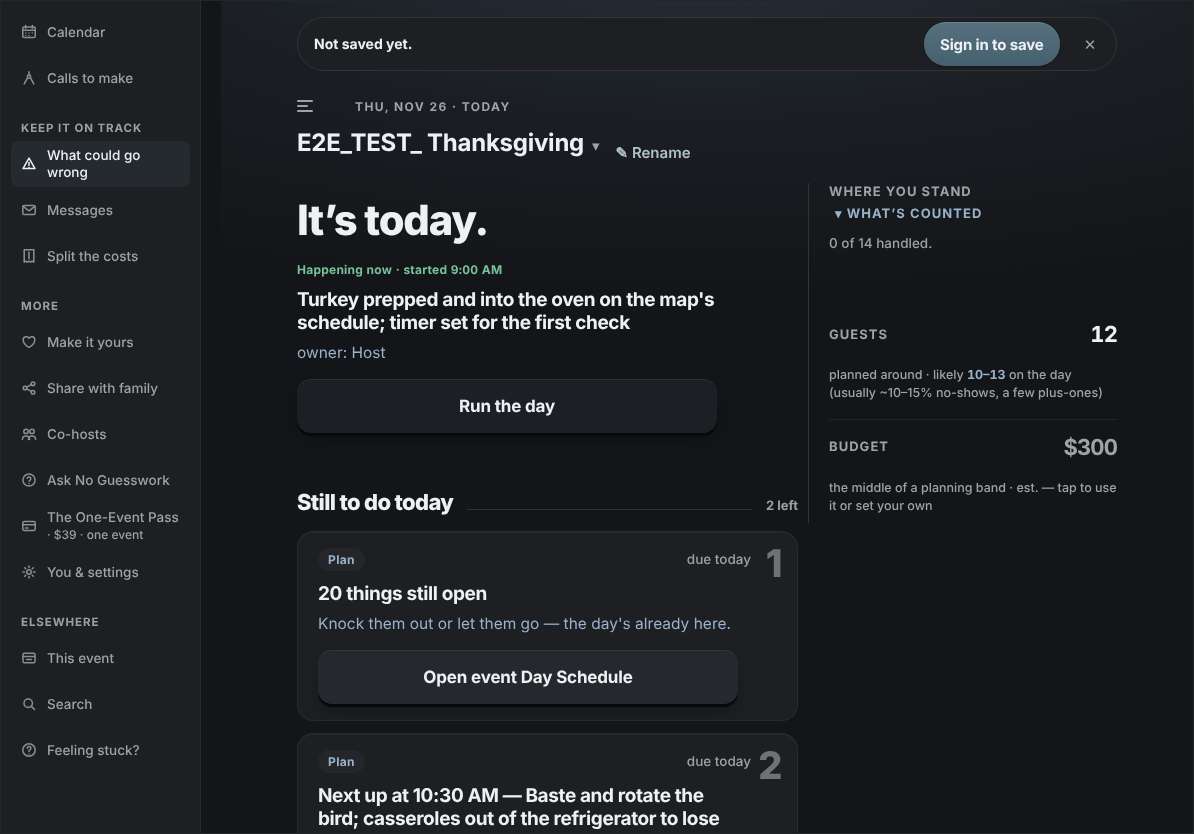 Calendar
Calls to make
KEEP IT ON TRACK
What could go
wrong
Messages
Split the costs
MORE
Make it yours
Share with family
Co-hosts
Ask No Guesswork
The One-Event Pass
· $39 · one event
You & settings
ELSEWHERE
This event
Search
Feeling stuck?
Not saved yet.
Sign in to save
×
THU, NOV 26 · TODAY
E2E_TEST_ Thanksgiving ▾
✎ Rename
It’s today.
Happening now · started 9:00 AM
Turkey prepped and into the oven on the map's
schedule; timer set for the first check
owner: Host
Run the day
Still to do today
2 left
Plan
due today
1
20 things still open
Knock them out or let them go — the day's already here.
Open event Day Schedule
Plan
due today
2
Next up at 10:30 AM — Baste and rotate the
bird; casseroles out of the refrigerator to lose
WHERE YOU STAND
▾ WHAT’S COUNTED
0 of 14 handled.
GUESTS
12
planned around · likely 10–13 on the day
(usually ~10–15% no-shows, a few plus-ones)
BUDGET
$300
the middle of a planning band · est. — tap to use
it or set your own